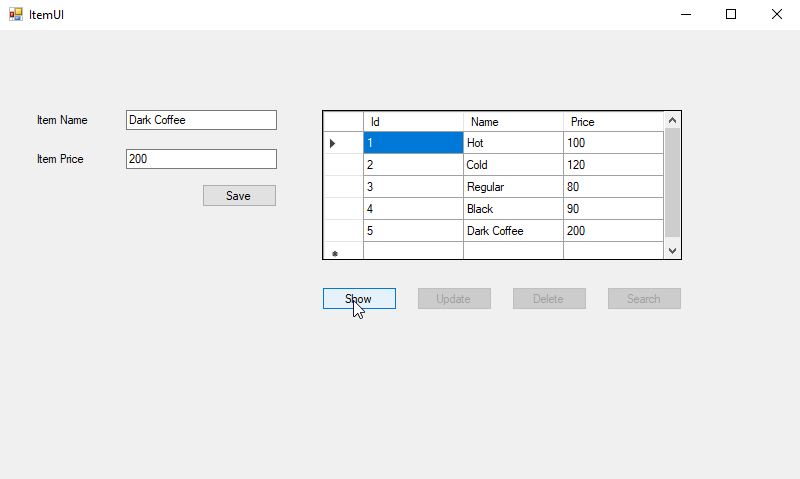 ItemUI
Item Name Dark Coffee
Item Price 200
Save
Id Name Price
1 Hot 100
2 Cold 120
3 Regular 80
4 Black 90
5 Dark Coffee 200
Show Update Delete Search